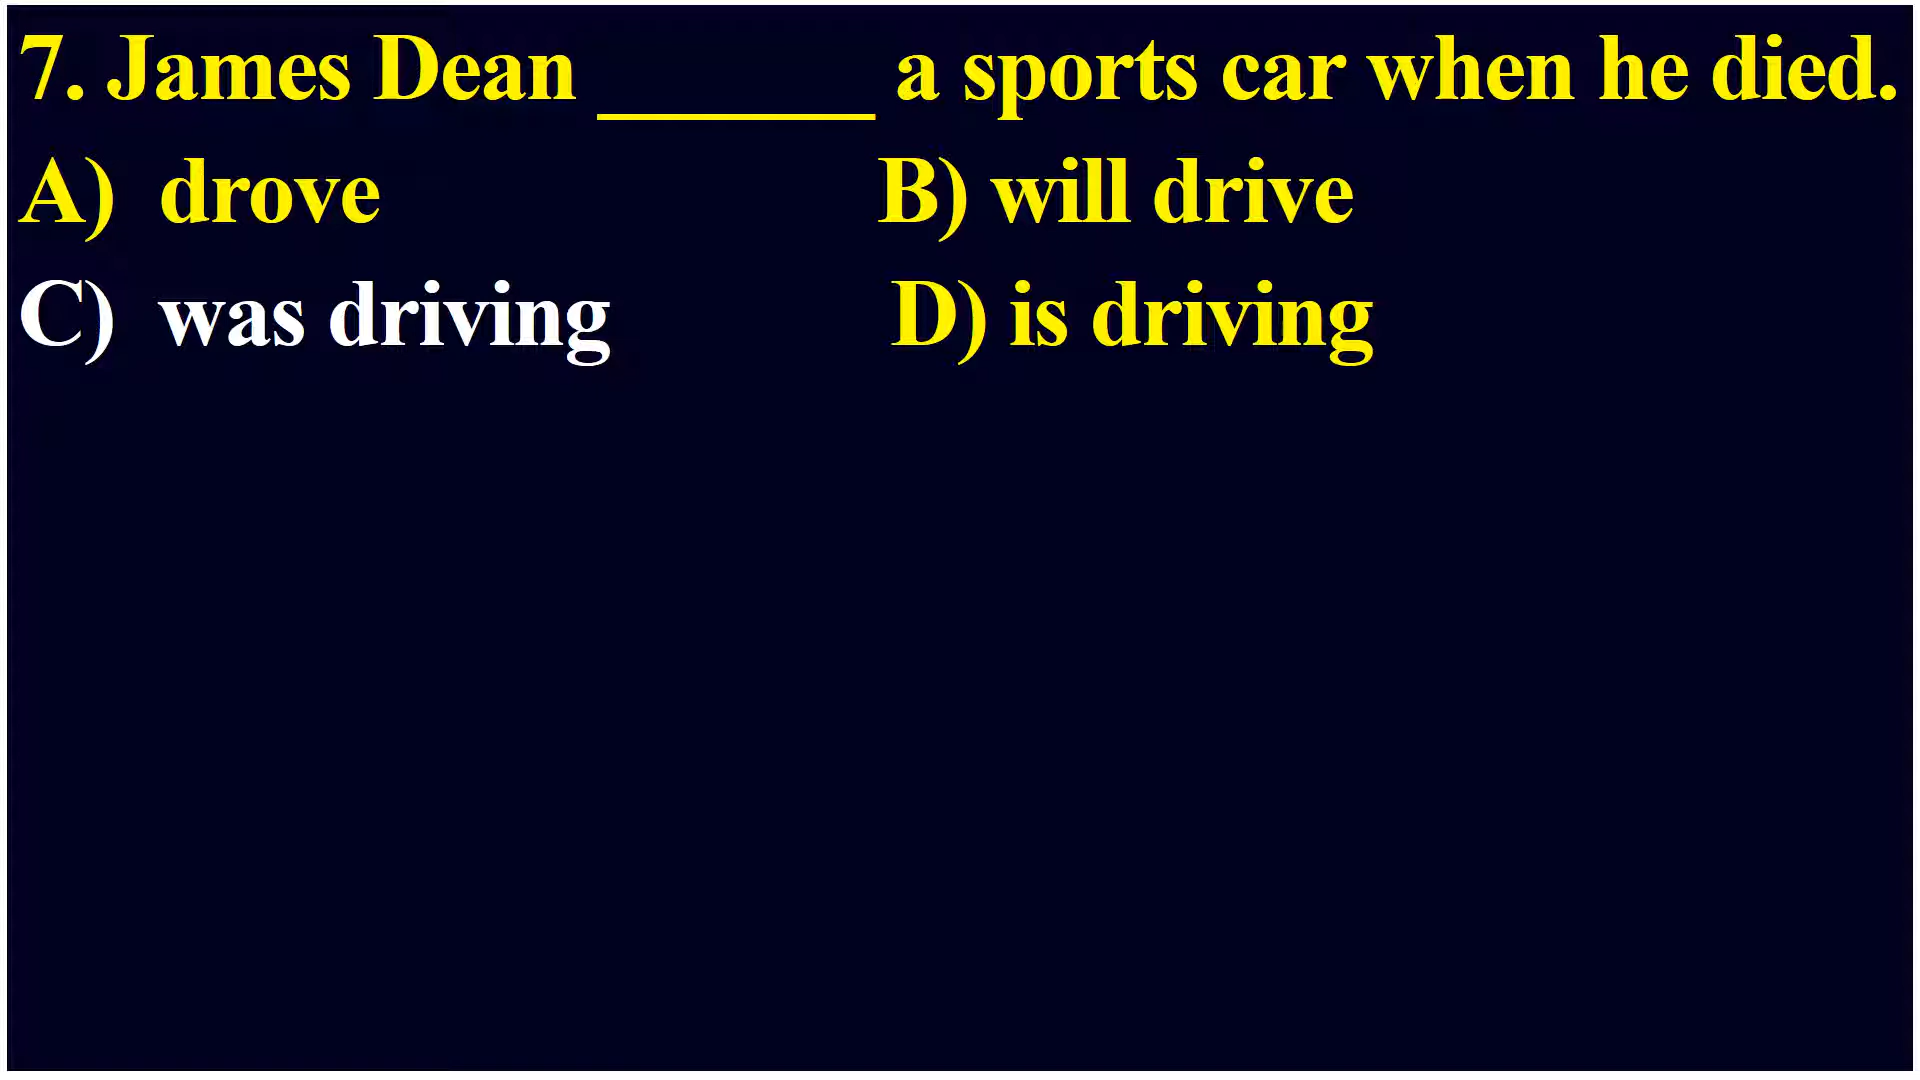 7. James Dean _______ a sports car when he died.
A) drove B) will drive
C) was driving D) is driving